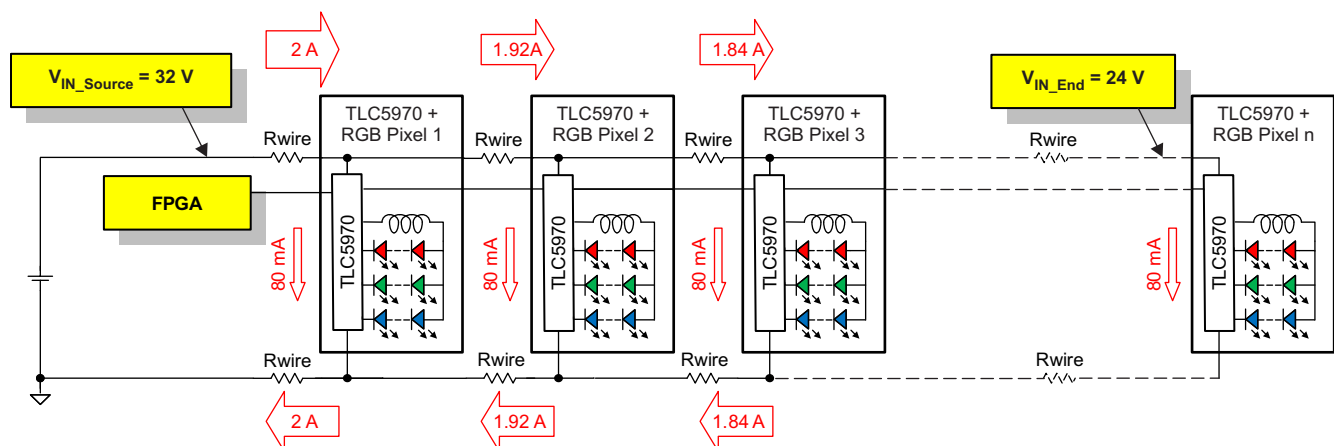 2 A
1.92A
1.84 A
V_IN_Source = 32 V
V_IN_End = 24 V
TLC5970 +
RGB Pixel 1
TLC5970 +
RGB Pixel 2
TLC5970 +
RGB Pixel 3
TLC5970 +
RGB Pixel n
Rwire
Rwire
Rwire
Rwire
FPGA
80 mA
TLC5970
80 mA
TLC5970
80 mA
TLC5970
80 mA
TLC5970
Rwire
Rwire
Rwire
Rwire
2 A
1.92 A
1.84 A